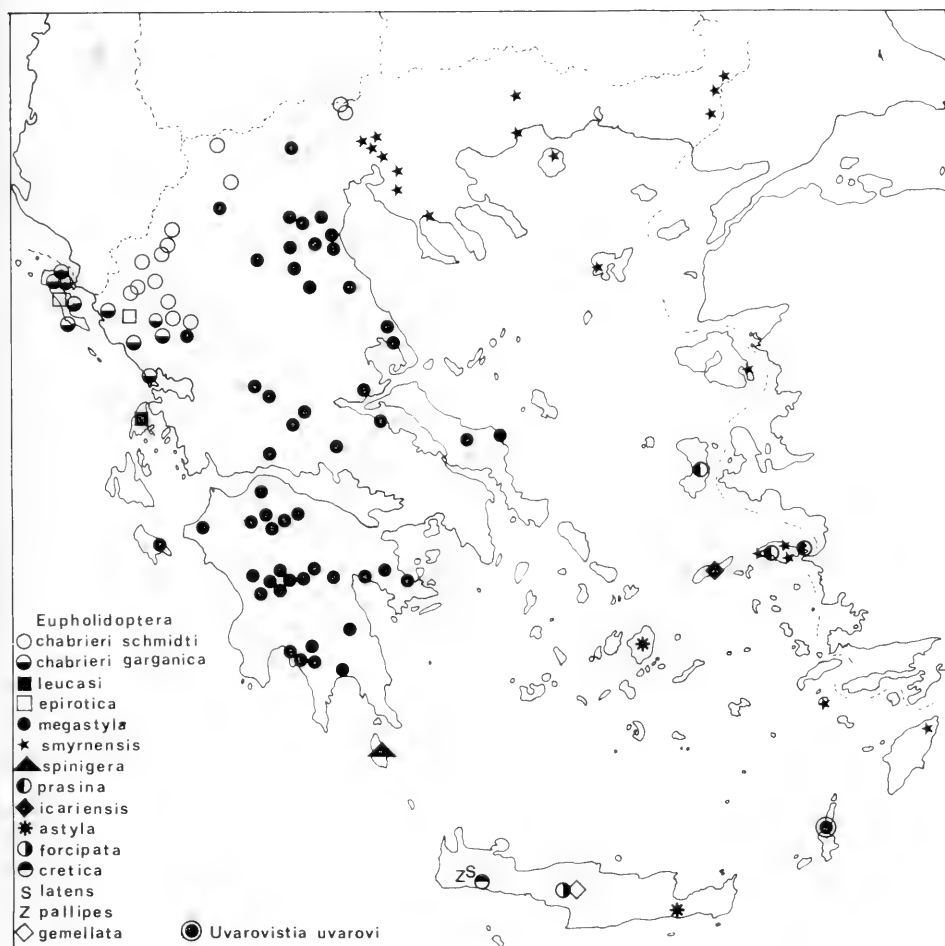 Z S
Eupholidoptera
chabrieri schmidti
chabrieri garganica
leucasi
epirotica
megastyla
smyrnensis
spinigera
prasina
icariensis
astyla
forcipata
cretica
S latens
Z pallipes
gemellata
Uvarovistia uvarovi